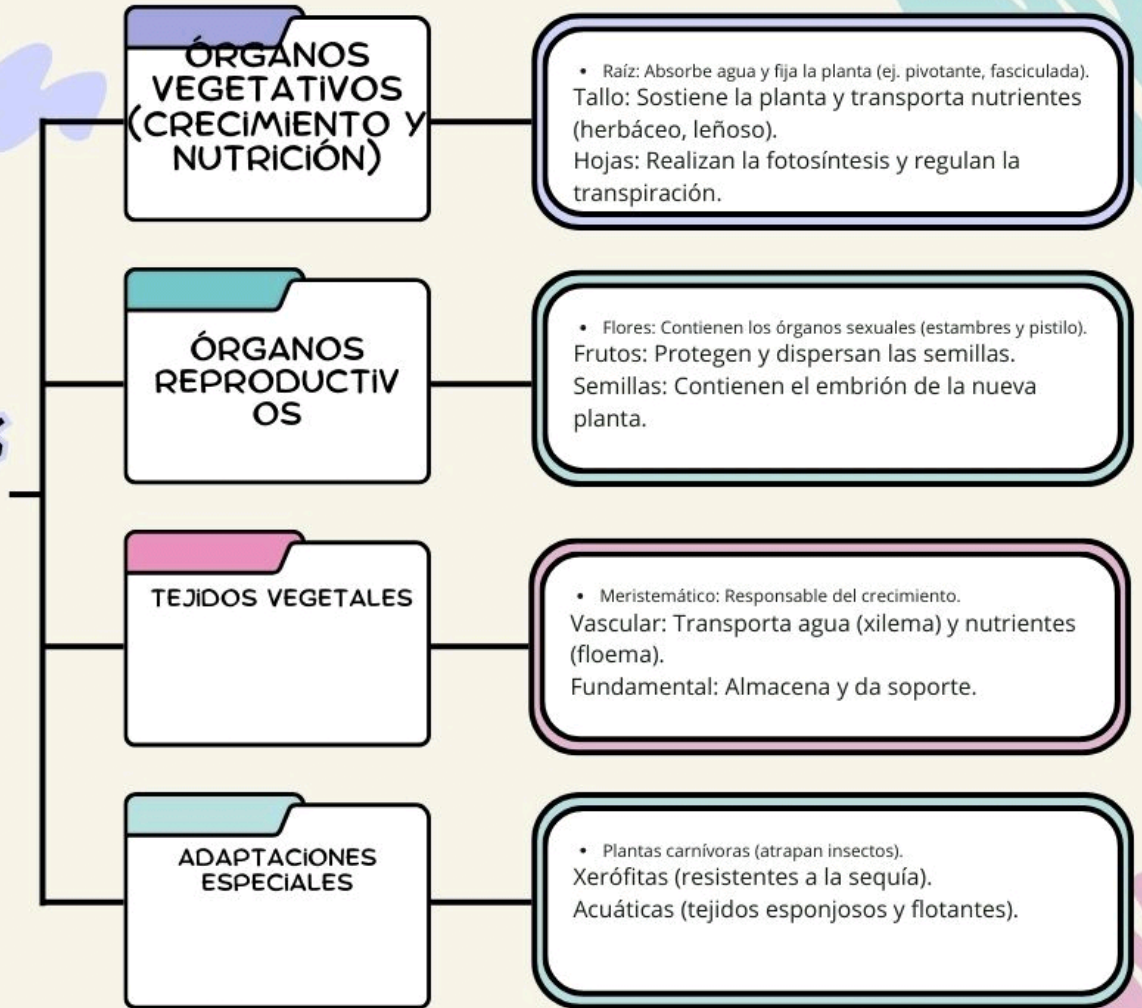 ÓRGANOS
VEGETATIVOS
(CRECIMIENTO Y
NUTRICIÓN)
• Raíz: Absorbe agua y fija la planta (ej. pivotante, fasciculada).
Tallo: Sostiene la planta y transporta nutrientes
(herbáceo, leñoso).
Hojas: Realizan la fotosíntesis y regulan la
transpiración.
ÓRGANOS
REPRODUCTIV
OS
• Flores: Contienen los órganos sexuales (estambres y pistilo).
Frutos: Protegen y dispersan las semillas.
Semillas: Contienen el embrión de la nueva
planta.
TEJIDOS VEGETALES
• Meristemático: Responsable del crecimiento.
Vascular: Transporta agua (xilema) y nutrientes
(floema).
Fundamental: Almacena y da soporte.
ADAPTACIONES
ESPECIALES
• Plantas carnívoras (atrapan insectos).
Xerófitas (resistentes a la sequía).
Acuáticas (tejidos esponjosos y flotantes).